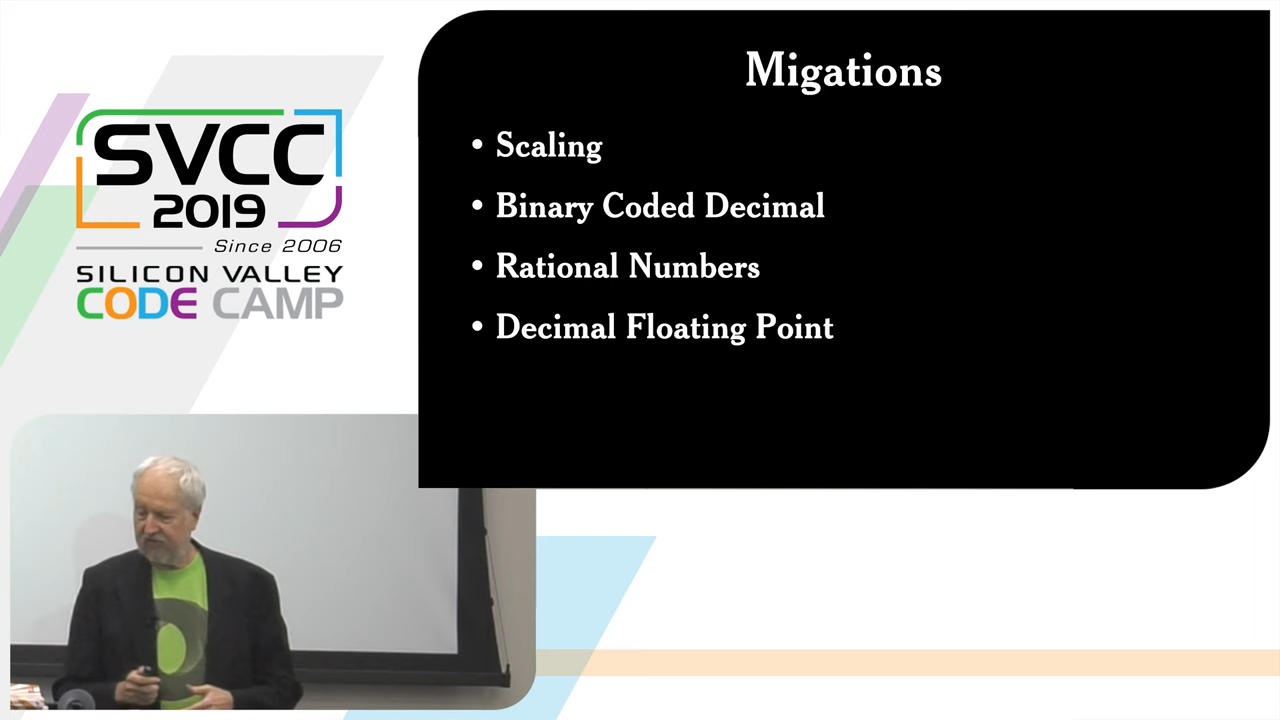 SVCC
2019
Since 2006
SILICON VALLEY
CODE CAMP
Migations
• Scaling
• Binary Coded Decimal
• Rational Numbers
• Decimal Floating Point